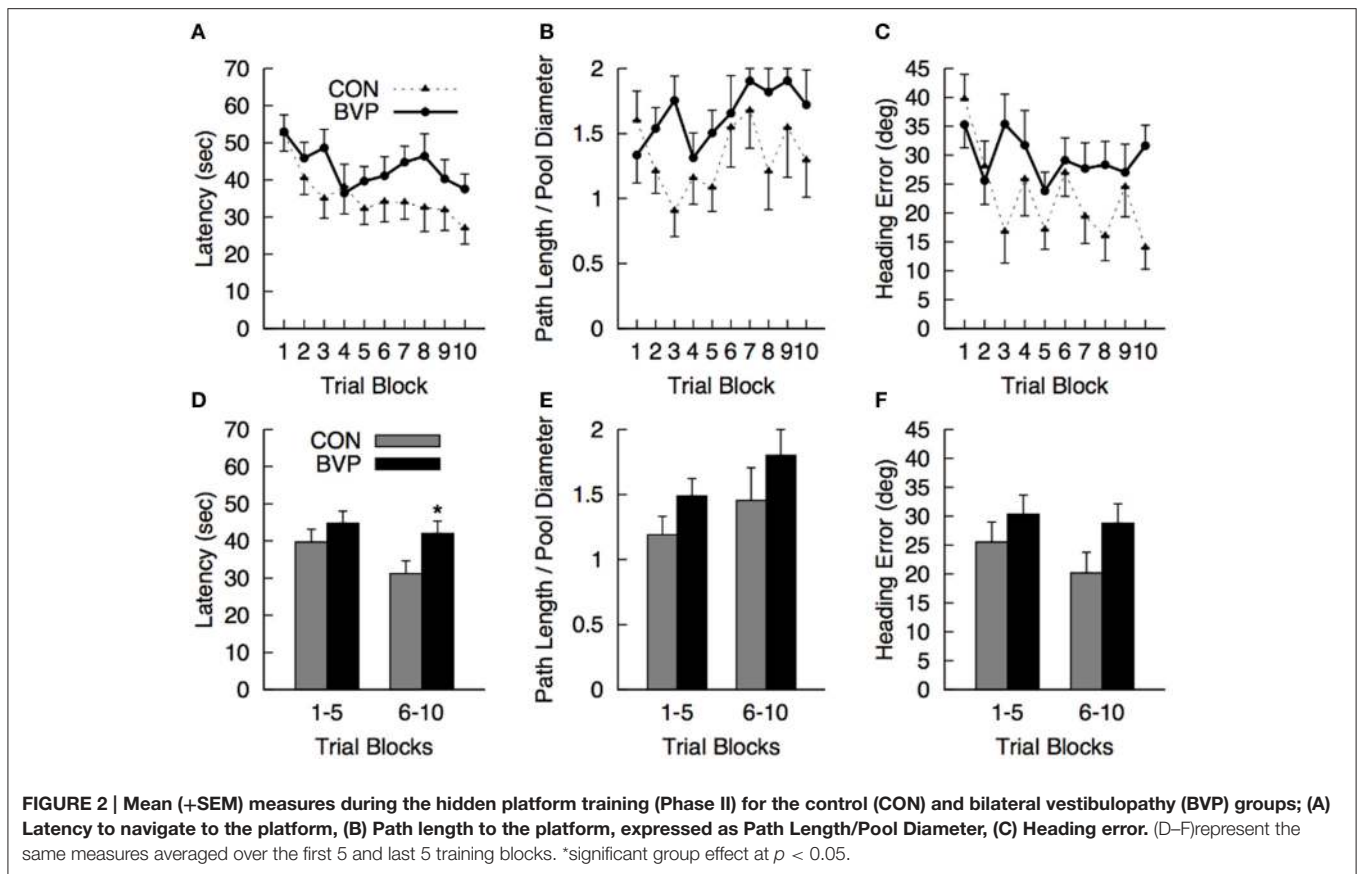 A
B
C
70
60
50
40
30
20
10
0
Latency (sec)
CON
BVP
1 2 3 4 5 6 7 8 9 10
Trial Block
2
1.5
1
0.5
0
Path Length / Pool Diameter
1 2 3 4 5 6 7 8 9 10
Trial Block
45
40
35
30
25
20
15
10
5
0
Heading Error (deg)
1 2 3 4 5 6 7 8 9 10
Trial Block
D
E
F
70
60
50
40
30
20
10
0
Latency (sec)
CON
BVP
*
1-5 6-10
Trial Blocks
2
1.5
1
0.5
0
Path Length / Pool Diameter
1-5 6-10
Trial Blocks
45
40
35
30
25
20
15
10
5
0
Heading Error (deg)
1-5 6-10
Trial Blocks
FIGURE 2 | Mean (+SEM) measures during the hidden platform training (Phase II) for the control (CON) and bilateral vestibulopathy (BVP) groups; (A)
Latency to navigate to the platform, (B) Path length to the platform, expressed as Path Length/Pool Diameter, (C) Heading error. (D–F)represent the
same measures averaged over the first 5 and last 5 training blocks. *significant group effect at p < 0.05.